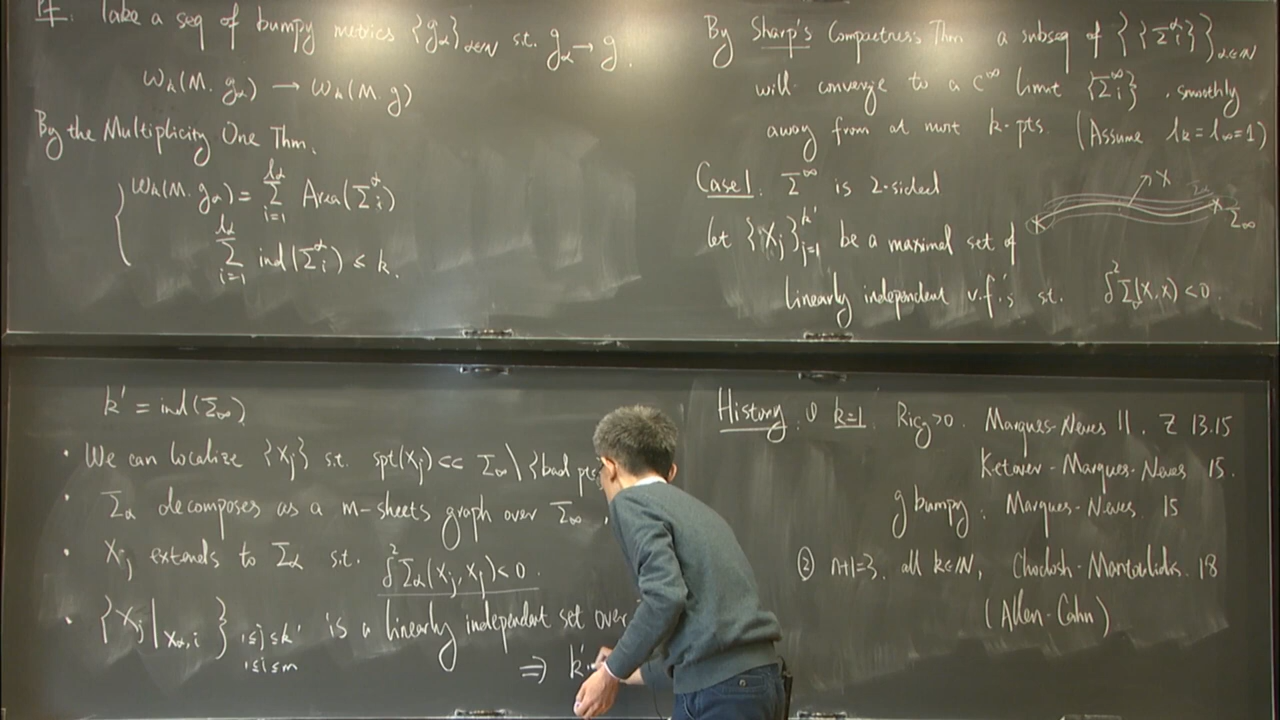 Pf: Take a seq of bumpy metrics {g_α}_{α∈ℕ} s.t. g_α → g.
ω_k(M, g_α) → ω_k(M, g)
By the Multiplicity One Thm,
ω_k(M, g_α) = ∑_{i=1}^{l_α} Area(Σ_i^α)
∑_{i=1}^{l_α} ind(Σ_i^α) ≤ k.
By Sharp's Compactness Thm a subseq of {{Σ_i^α}}_{α∈ℕ}
will converge to a C^∞ limit {Σ_i^∞}, smoothly
away from at most k-pts. (Assume l_k = l_∞ = 1)
Case 1. Σ^∞ is 2-sided
X
Σ_α
Σ_∞
let {X_j}_{j=1}^{k'} be a maximal set of
linearly independent v.f.'s st. δ²Σ(X,X) < 0.
k' = ind(Σ_∞)
• We can localize {X_j} s.t. spt(X_j) << Σ_∞ \ {bad pts
• Σ_α decomposes as a m-sheets graph over Σ_∞,
• X_j extends to Σ_α s.t. δ²Σ_α(X_j, X_j) < 0.
• {X_j|_{X_{α,i}}}_{1≤j≤k', 1≤i≤m} is a linearly independent set over
⇒ k'·
History: ① k=1. Ric_g>0. Marques-Neves 11. Z 13.15
Ketover-Marques-Neves 15.
g bumpy: Marques-Neves 15
② n+1=3, all k∈ℕ, Chodosh-Mantoulidis. 18
(Allen-Cahn)